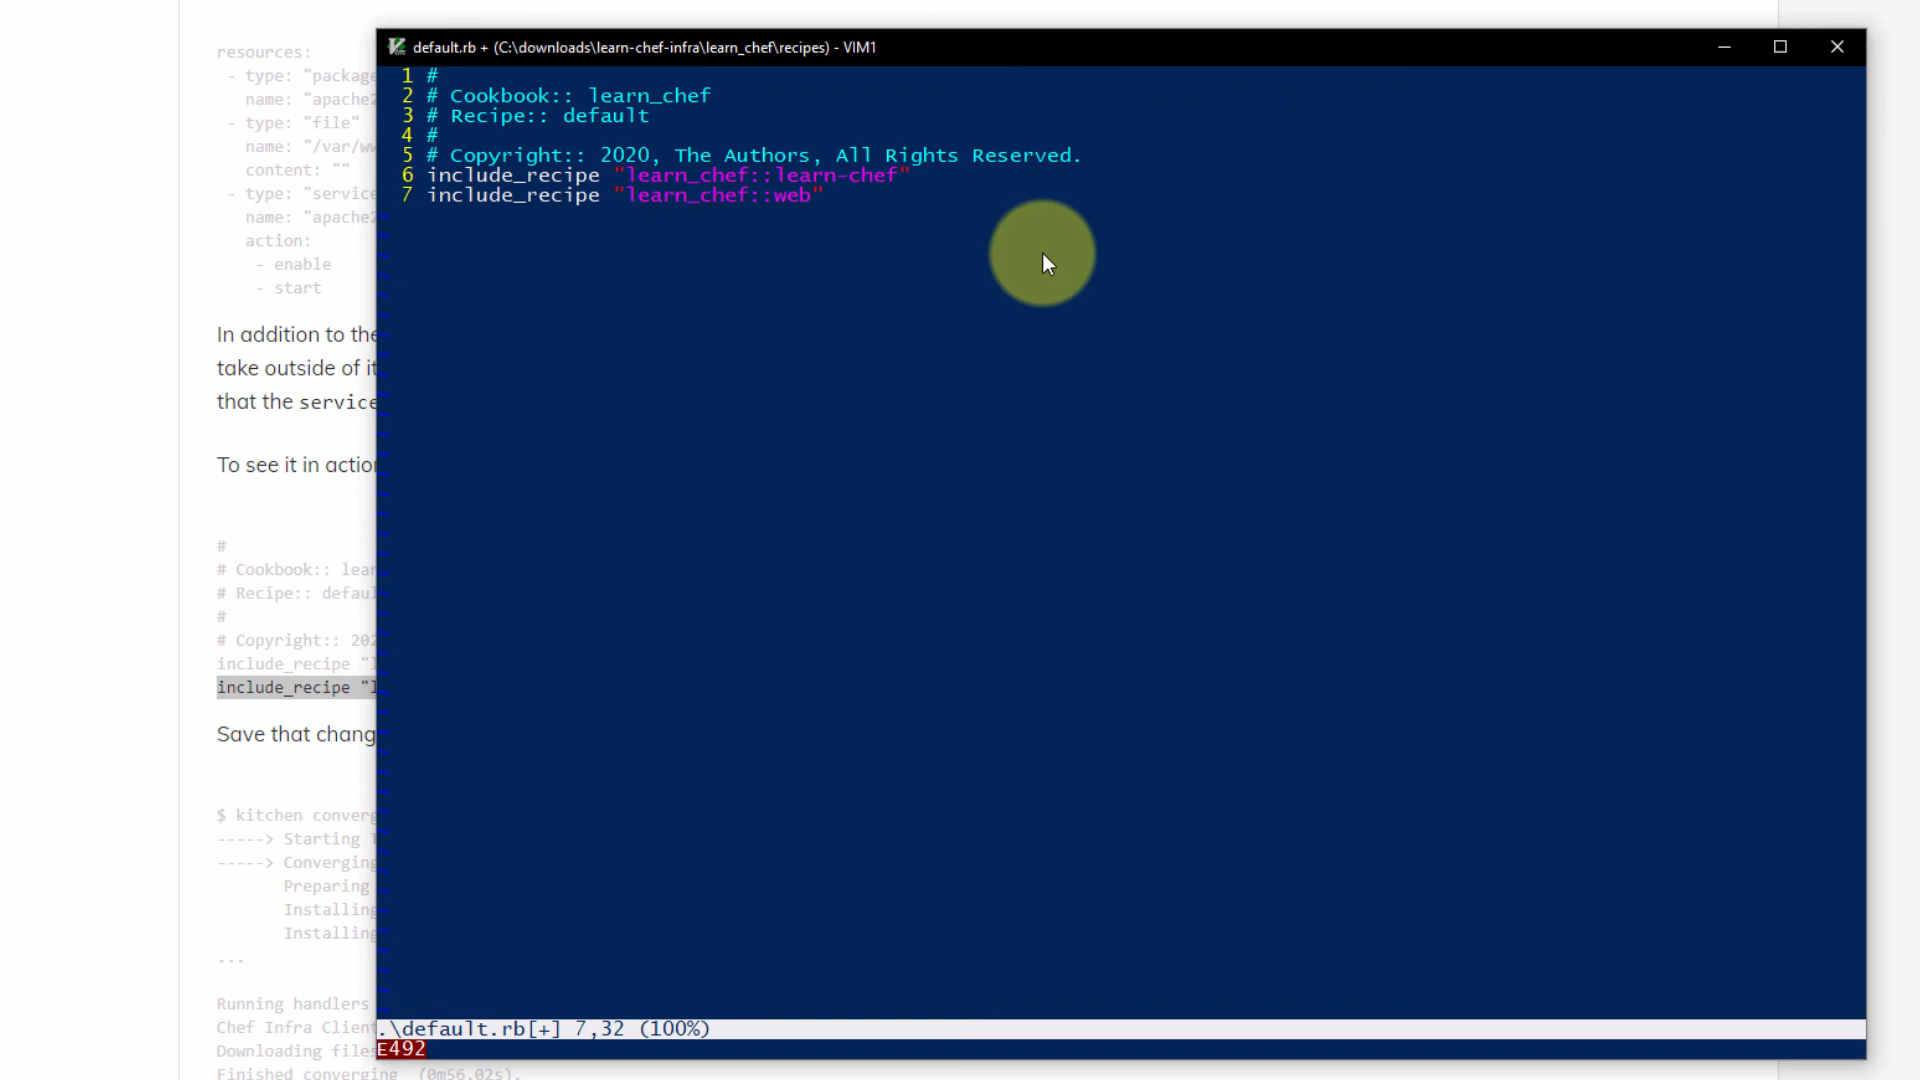 resources:
- type: "package
name: "apache2
- type: "file"
name: "/var/ww
content: ""
- type: "service
name: "apache2
action:
- enable
- start
In addition to the
take outside of it
that the service
To see it in action
#
# Cookbook:: lear
# Recipe:: defaul
#
# Copyright:: 202
include_recipe "l
include_recipe "l
Save that chang
$ kitchen converg
-----> Starting T
-----> Converging
Preparing
Installing
Installing
...
Running handlers
Chef Infra Client
Downloading files
Finished converging (0m56.02s).
default.rb + (C:\downloads\learn-chef-infra\learn_chef\recipes) - VIM1
1 #
2 # Cookbook:: learn_chef
3 # Recipe:: default
4 #
5 # Copyright:: 2020, The Authors, All Rights Reserved.
6 include_recipe "learn_chef::learn-chef"
7 include_recipe "learn_chef::web"
.\default.rb[+] 7,32 (100%)
E492